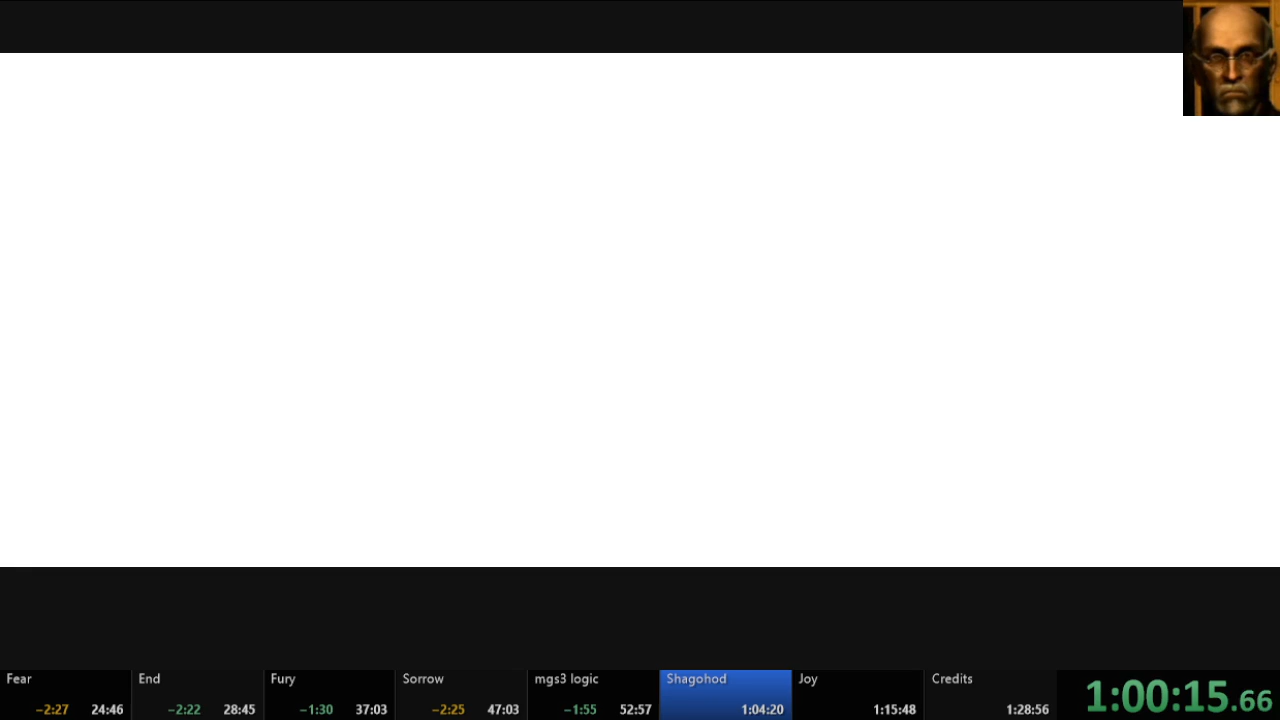 Fear
−2:27 24:46
End
−2:22 28:45
Fury
−1:30 37:03
Sorrow
−2:25 47:03
mgs3 logic
−1:55 52:57
Shagohod
1:04:20
Joy
1:15:48
Credits
1:28:56
1:00:15.66